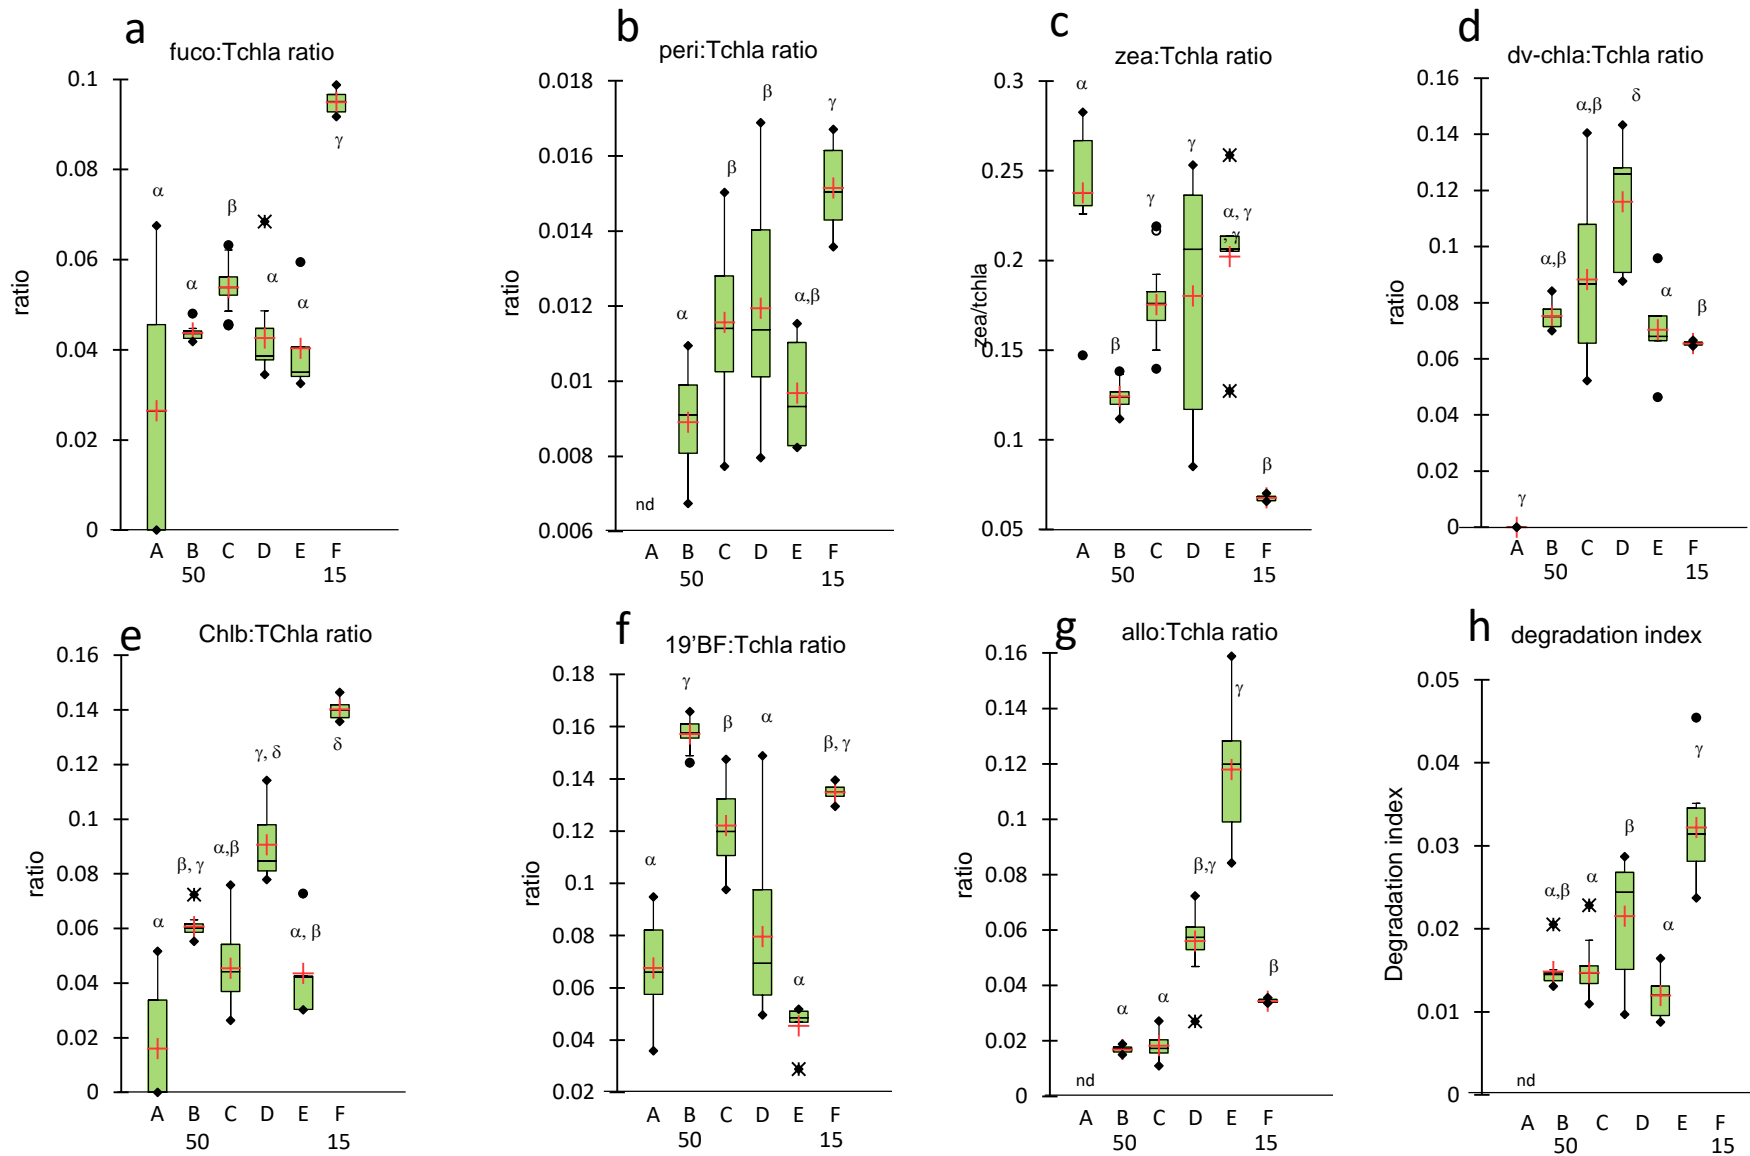 a
fuco:Tchla ratio
0.1
0.08
0.06
0.04
0.02
0
ratio
α
α
β
α
α
γ
A B C D E F
50 15
b
peri:Tchla ratio
0.018
0.016
0.014
0.012
0.01
0.008
0.006
ratio
nd
α
β
β
α,β
γ
A B C D E F
50 15
c
zea:Tchla ratio
0.3
0.25
0.2
0.15
0.1
0.05
zea/tchla
α
β
γ
γ
α, γ
, γ
β
A B C D E F
50 15
d
dv-chla:Tchla ratio
0.16
0.14
0.12
0.1
0.08
0.06
0.04
0.02
0
ratio
γ
α,β
α,β
δ
α
β
A B C D E F
50 15
e
Chlb:TChla ratio
0.16
0.14
0.12
0.1
0.08
0.06
0.04
0.02
0
ratio
α
β, γ
α,β
γ, δ
α, β
δ
A B C D E F
50 15
f
19’BF:Tchla ratio
0.18
0.16
0.14
0.12
0.1
0.08
0.06
0.04
0.02
ratio
α
γ
β
α
α
β, γ
A B C D E F
50 15
g
allo:Tchla ratio
0.16
0.14
0.12
0.1
0.08
0.06
0.04
0.02
0
ratio
nd
α
α
β,γ
γ
β
A B C D E F
50 15
h
degradation index
0.05
0.04
0.03
0.02
0.01
0
Degradation index
nd
α,β
α
β
α
γ
A B C D E F
50 15